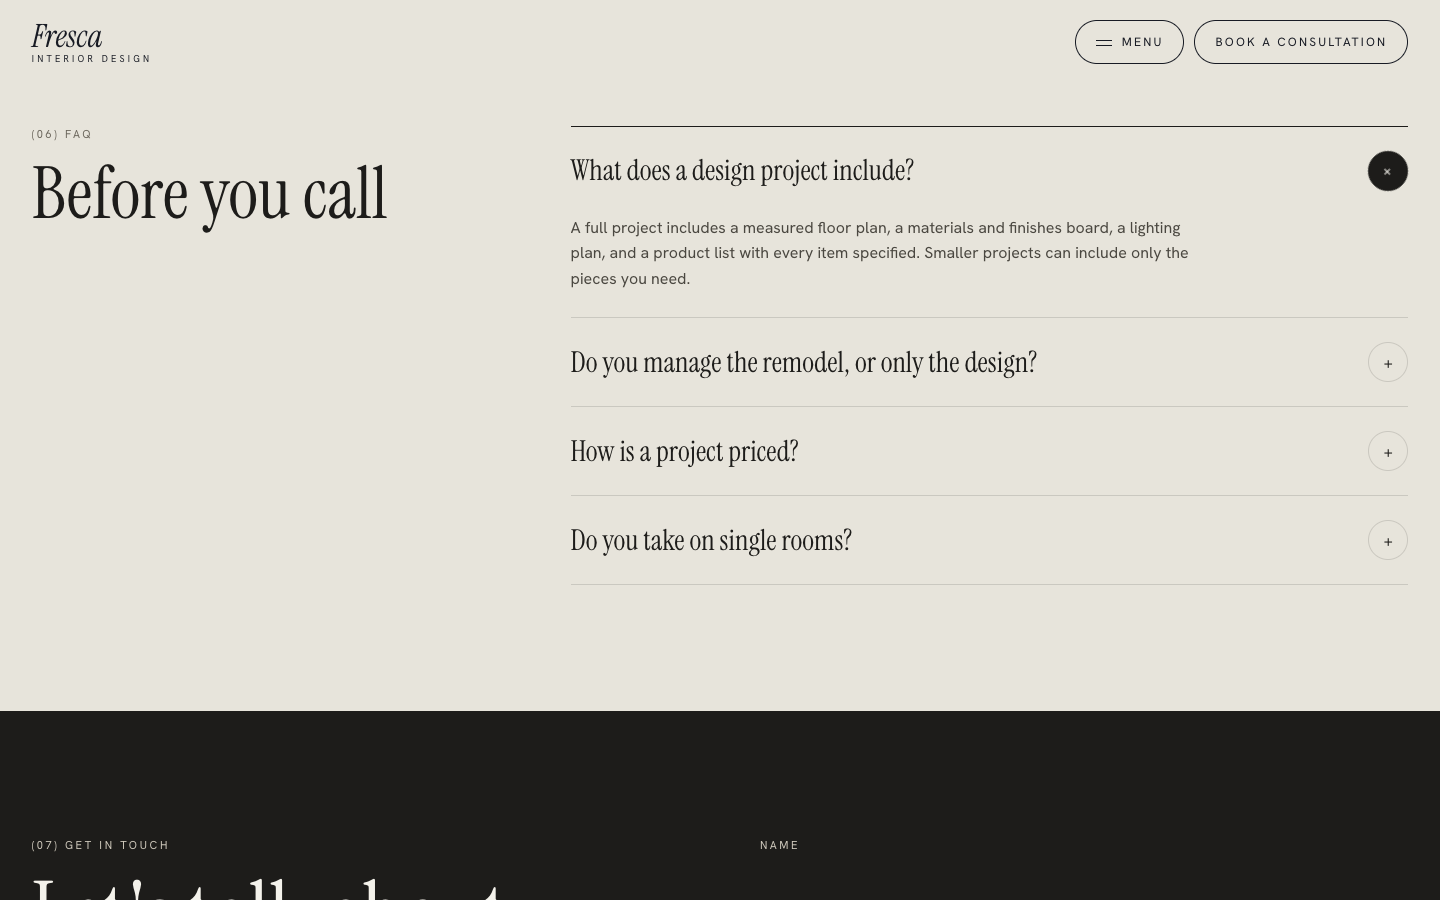 Fresca
INTERIOR DESIGN
MENU
BOOK A CONSULTATION
(06) FAQ
Before you call
What does a design project include?
A full project includes a measured floor plan, a materials and finishes board, a lighting
plan, and a product list with every item specified. Smaller projects can include only the
pieces you need.
Do you manage the remodel, or only the design?
+
How is a project priced?
+
Do you take on single rooms?
+
(07) GET IN TOUCH
Let's talk about
NAME